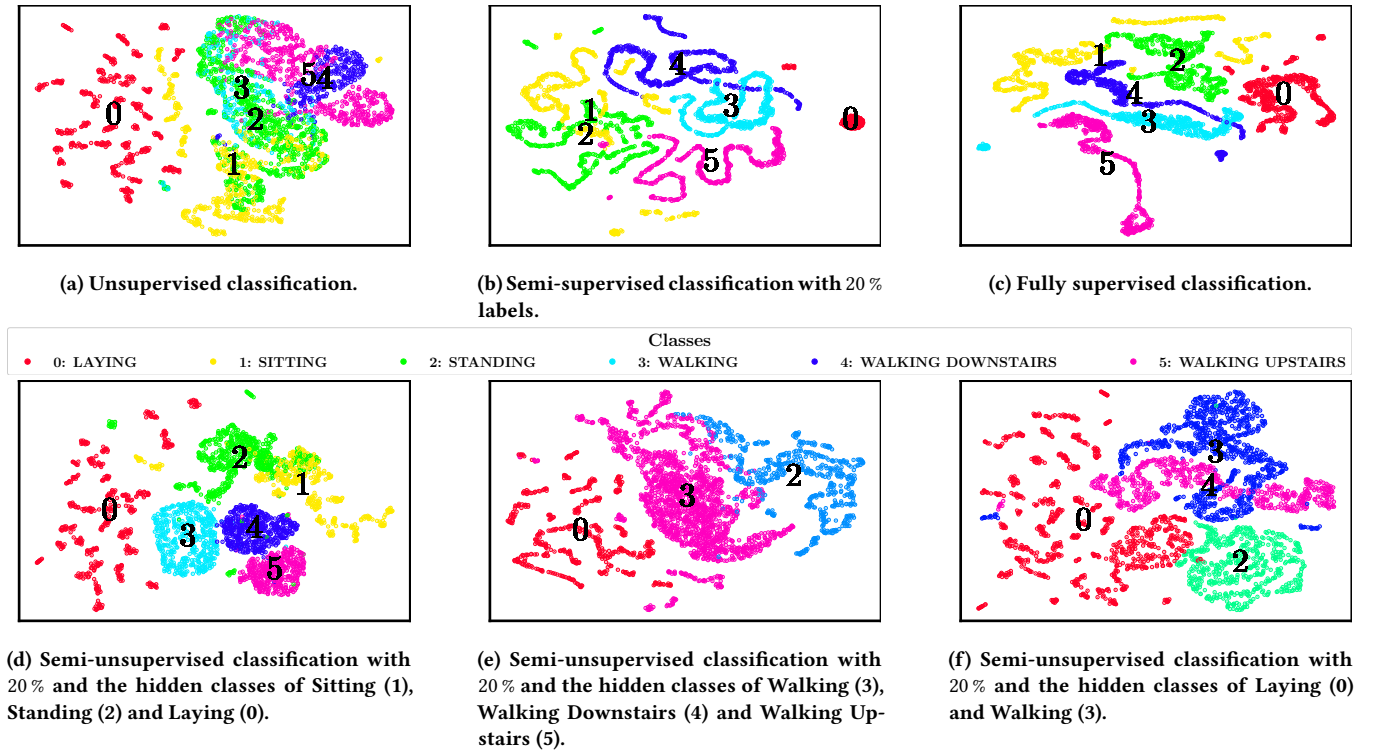 0
3
2
1
54
1
2
4
3
5
0
1
2
4
3
5
0
(a) Unsupervised classification.
(b) Semi-supervised classification with 20 %
labels.
(c) Fully supervised classification.
Classes
0: LAYING 1: SITTING 2: STANDING 3: WALKING 4: WALKING DOWNSTAIRS 5: WALKING UPSTAIRS
0
2
1
3
4
5
0
3
2
0
3
4
2
(d) Semi-unsupervised classification with
20 % and the hidden classes of Sitting (1),
Standing (2) and Laying (0).
(e) Semi-unsupervised classification with
20 % and the hidden classes of Walking (3),
Walking Downstairs (4) and Walking Up-
stairs (5).
(f) Semi-unsupervised classification with
20 % and the hidden classes of Laying (0)
and Walking (3).